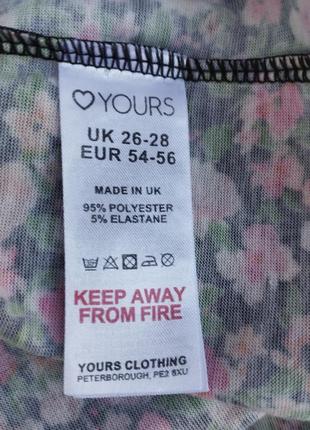 ♡YOURS
UK 26-28
EUR 54-56
MADE IN UK
95% POLYESTER
5% ELASTANE
KEEP AWAY
FROM FIRE
YOURS CLOTHING
PETERBOROUGH, PE2 8XU